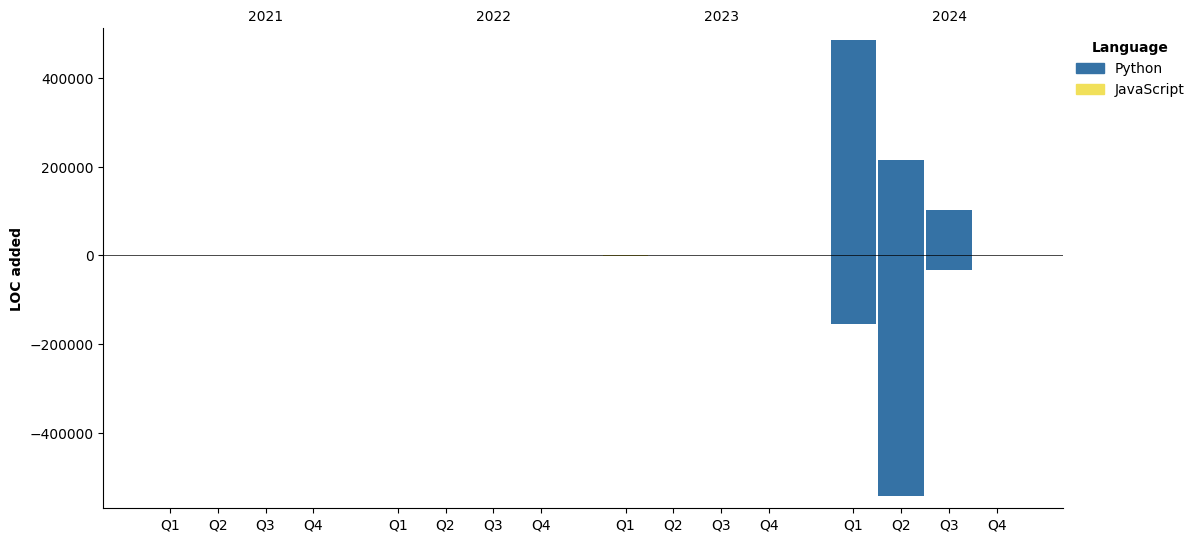 2021 2022 2023 2024
Language
Python
JavaScript
LOC added
400000
200000
0
−200000
−400000
Q1 Q2 Q3 Q4 Q1 Q2 Q3 Q4 Q1 Q2 Q3 Q4 Q1 Q2 Q3 Q4